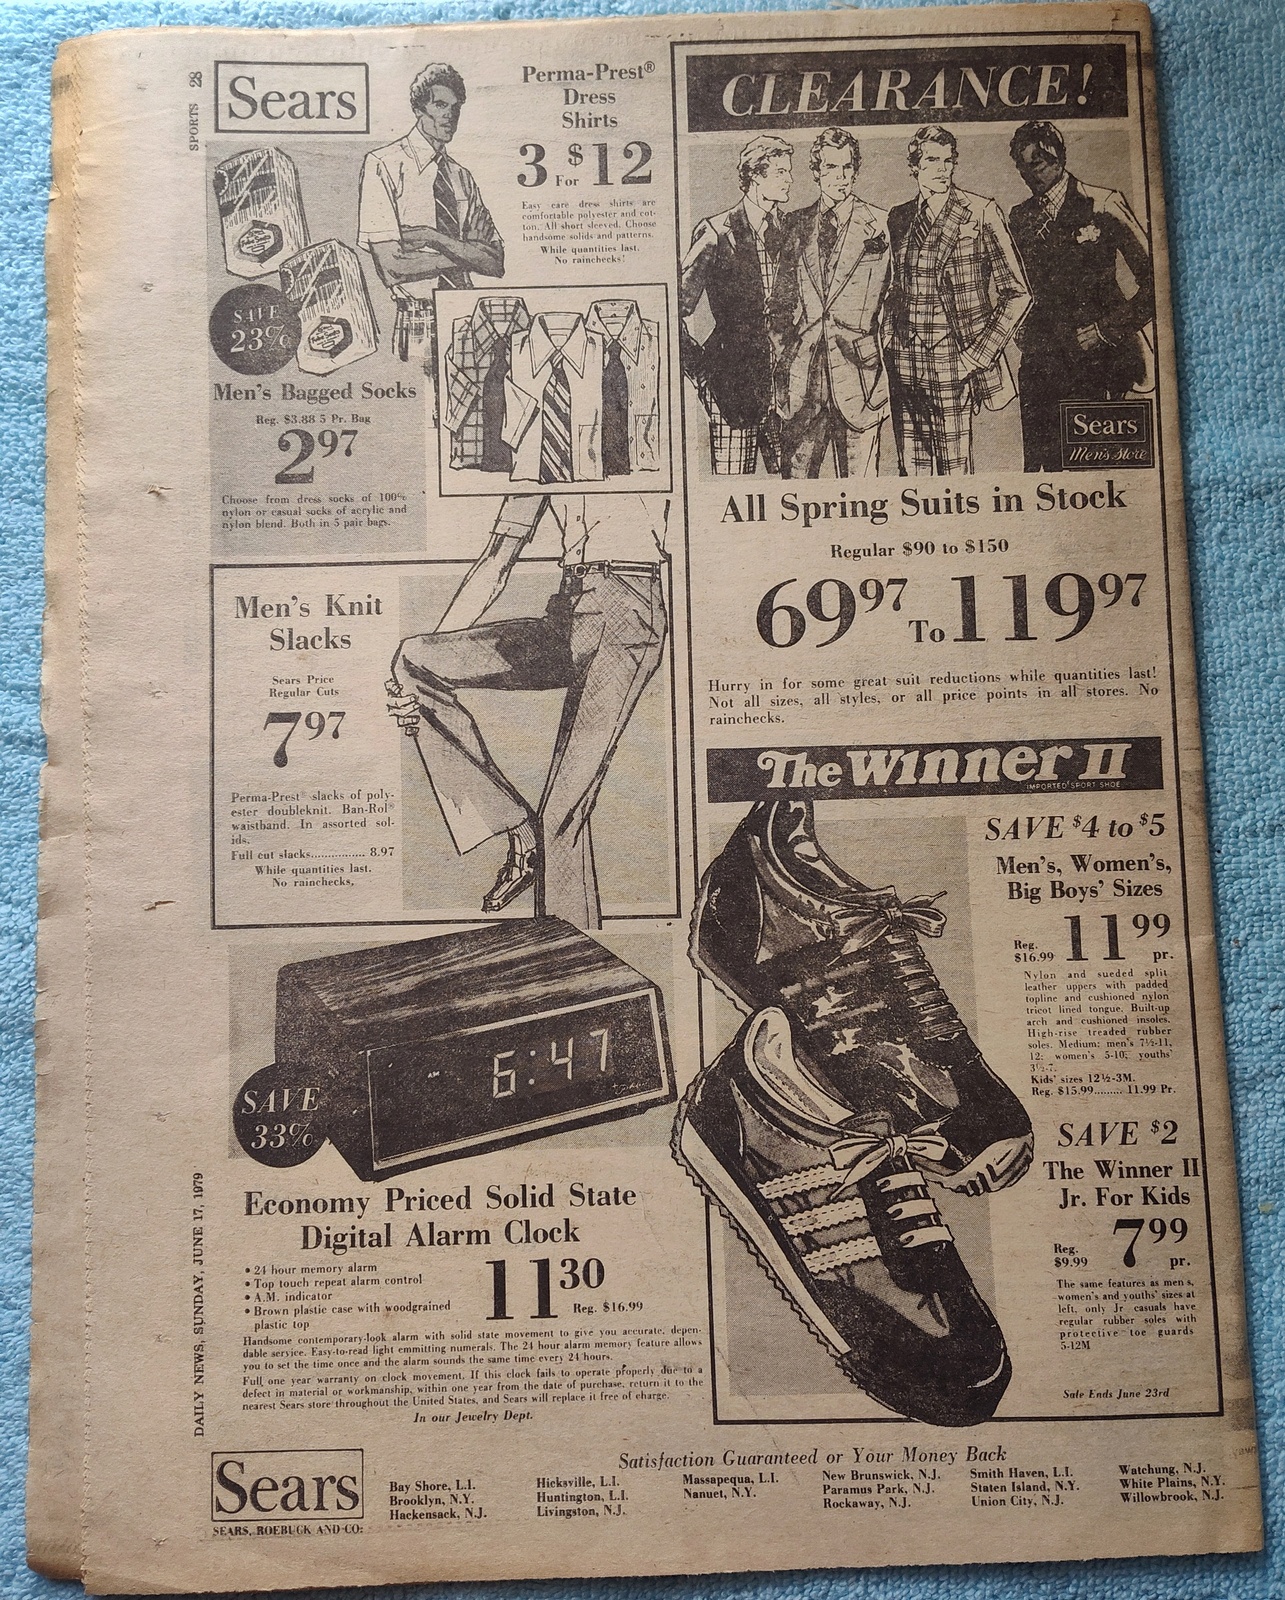 SPORTS 28
Sears
Perma-Prest®
Dress
Shirts
3 For $12
Easy care dress shirts are
comfortable polyester and cot-
ton. All short sleeved. Choose
handsome solids and patterns.
While quantities last.
No rainchecks!
SAVE
23%
Men's Bagged Socks
Reg. $3.88 5 Pr. Bag
2 97
Choose from dress socks of 100%
nylon or casual socks of acrylic and
nylon blend. Both in 5 pair bags.
Men's Knit
Slacks
Sears Price
Regular Cuts
7 97
Perma-Prest® slacks of poly-
ester doubleknit. Ban-Rol®
waistband. In assorted sol-
ids.
Full cut slacks................ 8.97
While quantities last.
No rainchecks.
6:47
SAVE
33%
Economy Priced Solid State
Digital Alarm Clock
• 24 hour memory alarm
• Top touch repeat alarm control
• A.M. indicator
• Brown plastic case with woodgrained
plastic top
11 30
Reg. $16.99
Handsome contemporary-look alarm with solid state movement to give you accurate, depen-
dable service. Easy-to-read light emmitting numerals. The 24 hour alarm memory feature allows
you to set the time once and the alarm sounds the same time every 24 hours.
Full one year warranty on clock movement. If this clock fails to operate properly due to a
defect in material or workmanship, within one year from the date of purchase, return it to the
nearest Sears store throughout the United States, and Sears will replace it free of charge.
In our Jewelry Dept.
CLEARANCE!
Sears
Men's Store
All Spring Suits in Stock
Regular $90 to $150
69 97 To 119 97
Hurry in for some great suit reductions while quantities last!
Not all sizes, all styles, or all price points in all stores. No
rainchecks.
The Winner II
IMPORTED SPORT SHOE
SAVE $4 to $5
Men's, Women's,
Big Boys' Sizes
Reg.
$16.99
11 99
pr.
Nylon and sueded split
leather uppers with padded
topline and cushioned nylon
tricot lined tongue. Built-up
arch and cushioned insoles.
High-rise treaded rubber
soles. Medium: men's 7½-11,
12; women's 5-10; youths'
3½-7.
Kids' sizes 12½-3M.
Reg. $15.99......... 11.99 Pr.
SAVE $2
The Winner II
Jr. For Kids
Reg.
$9.99
7 99
pr.
The same features as men's,
women's and youths' sizes at
left, only Jr casuals have
regular rubber soles with
protective toe guards
5-12M
Sale Ends June 23rd
DAILY NEWS, SUNDAY, JUNE 17, 1979
Sears
SEARS, ROEBUCK AND CO.
Satisfaction Guaranteed or Your Money Back
Bay Shore, L.I.
Brooklyn, N.Y.
Hackensack, N.J.
Hicksville, L.I.
Huntington, L.I.
Livingston, N.J.
Massapequa, L.I.
Nanuet, N.Y.
New Brunswick, N.J.
Paramus Park, N.J.
Rockaway, N.J.
Smith Haven, L.I.
Staten Island, N.Y.
Union City, N.J.
Watchung, N.J.
White Plains, N.Y.
Willowbrook, N.J.